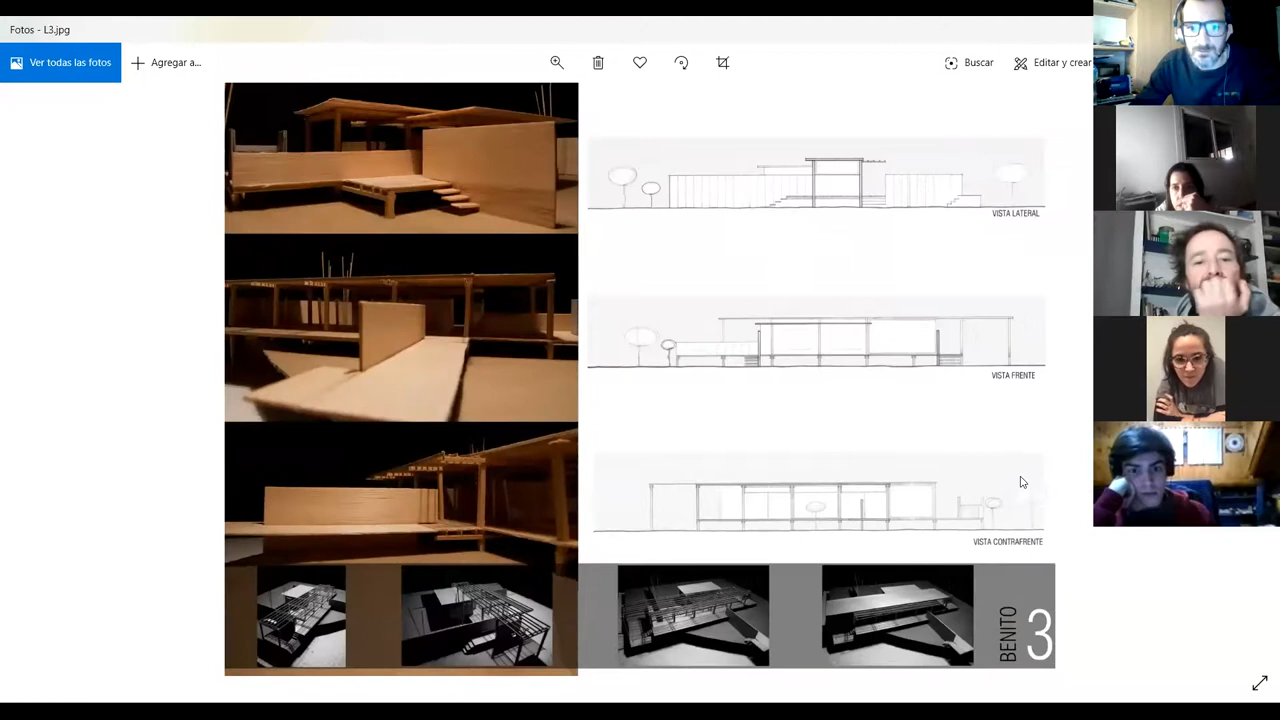 Fotos - L3.jpg
Ver todas las fotos
Agregar a...
Buscar
Editar y crear
VISTA LATERAL
VISTA FRENTE
VISTA CONTRAFRENTE
BENITO
3